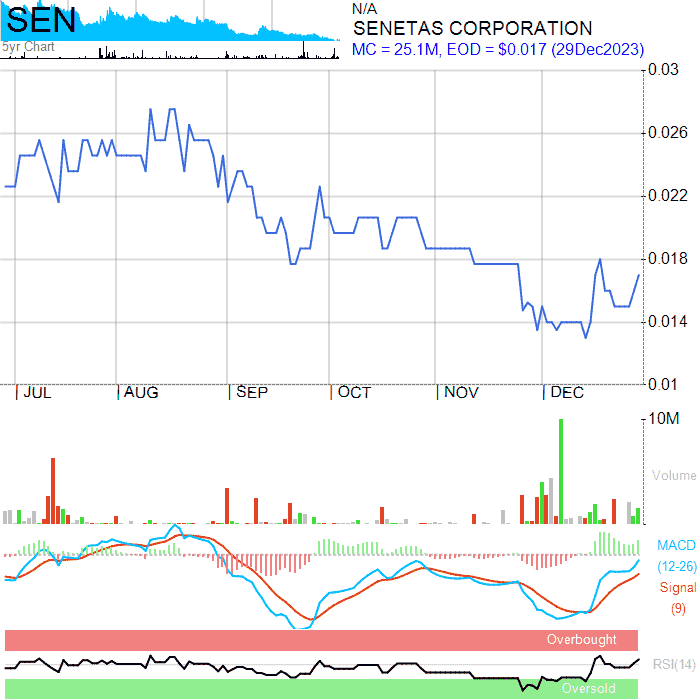 SEN
5yr Chart
N/A
SENETAS CORPORATION
MC = 25.1M, EOD = $0.017 (29Dec2023)
0.03
0.026
0.022
0.018
0.014
0.01
JUL AUG SEP OCT NOV DEC
10M
Volume
MACD
(12-26)
Signal
(9)
Overbought
RSI(14)
Oversold